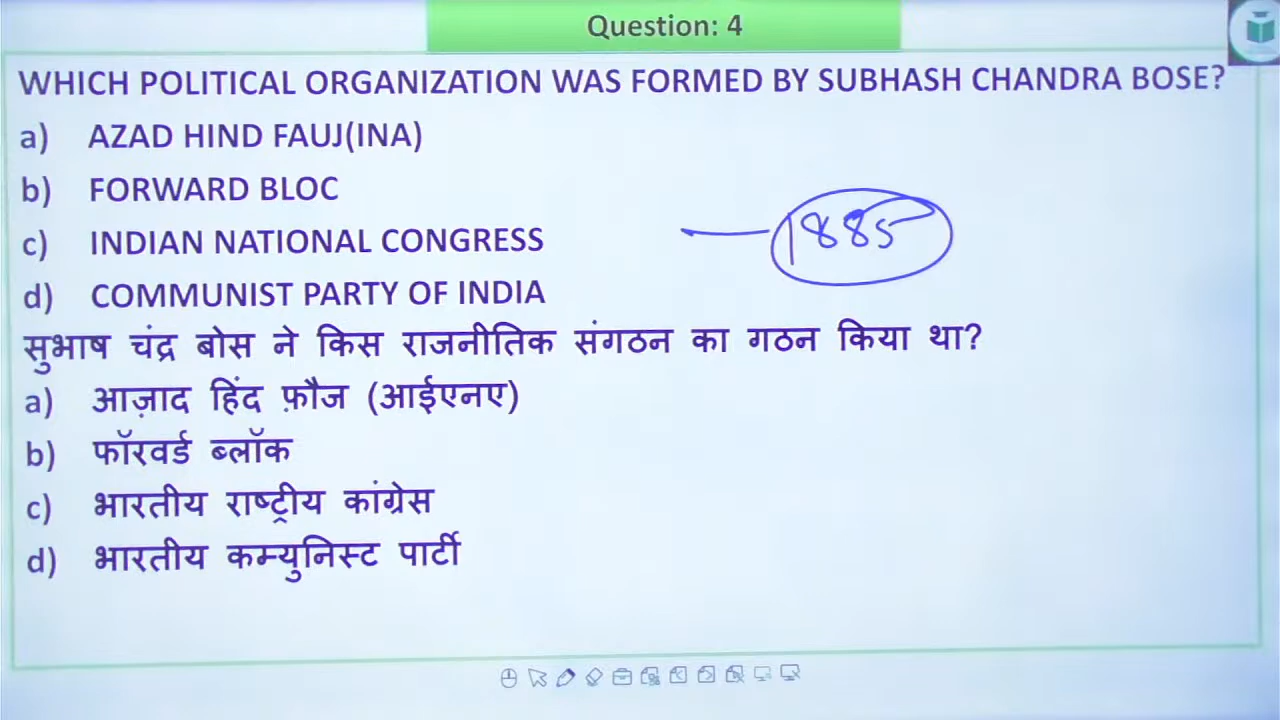 Question: 4
WHICH POLITICAL ORGANIZATION WAS FORMED BY SUBHASH CHANDRA BOSE?
a) AZAD HIND FAUJ(INA)
b) FORWARD BLOC
c) INDIAN NATIONAL CONGRESS
1885
d) COMMUNIST PARTY OF INDIA
सुभाष चंद्र बोस ने किस राजनीतिक संगठन का गठन किया था?
a) आज़ाद हिंद फ़ौज (आईएनए)
b) फॉरवर्ड ब्लॉक
c) भारतीय राष्ट्रीय कांग्रेस
d) भारतीय कम्युनिस्ट पार्टी